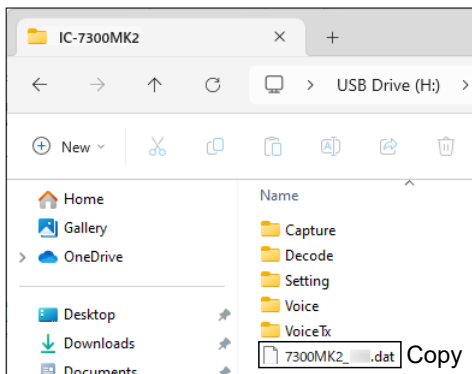 IC-7300MK2
USB Drive (H:)
New
Home
Gallery
OneDrive
Desktop
Downloads
Documents
Name
Capture
Decode
Setting
Voice
VoiceTx
7300MK2_ .dat Copy